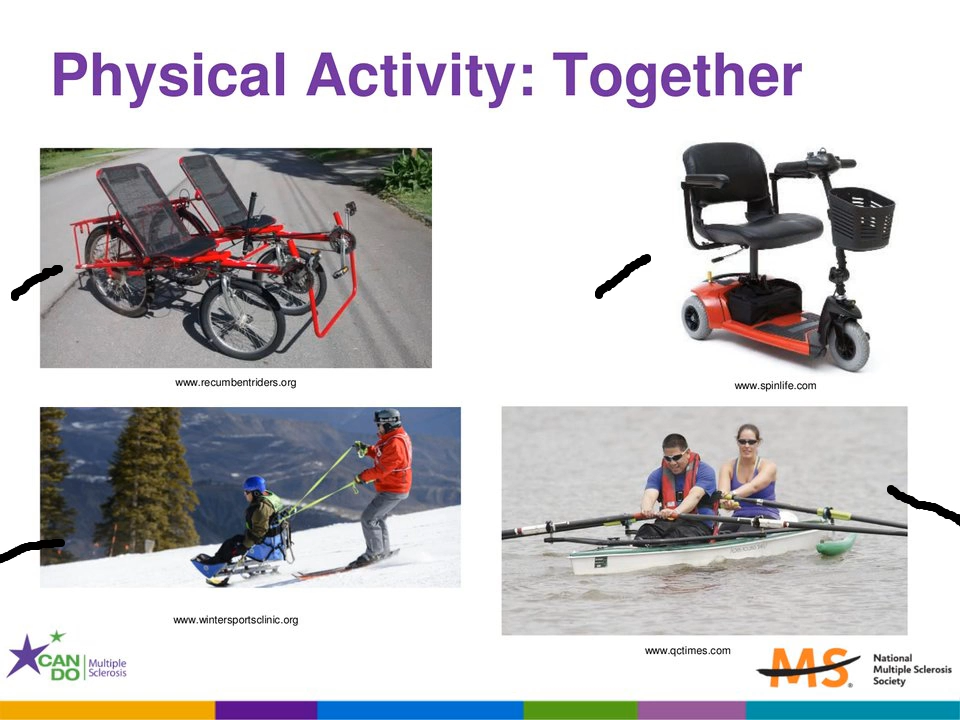 Physical Activity: Together
www.recumbentriders.org
www.spinlife.com
www.wintersportsclinic.org
www.qctimes.com
CAN
DO
Multiple
Sclerosis
MS
National
Multiple Sclerosis
Society